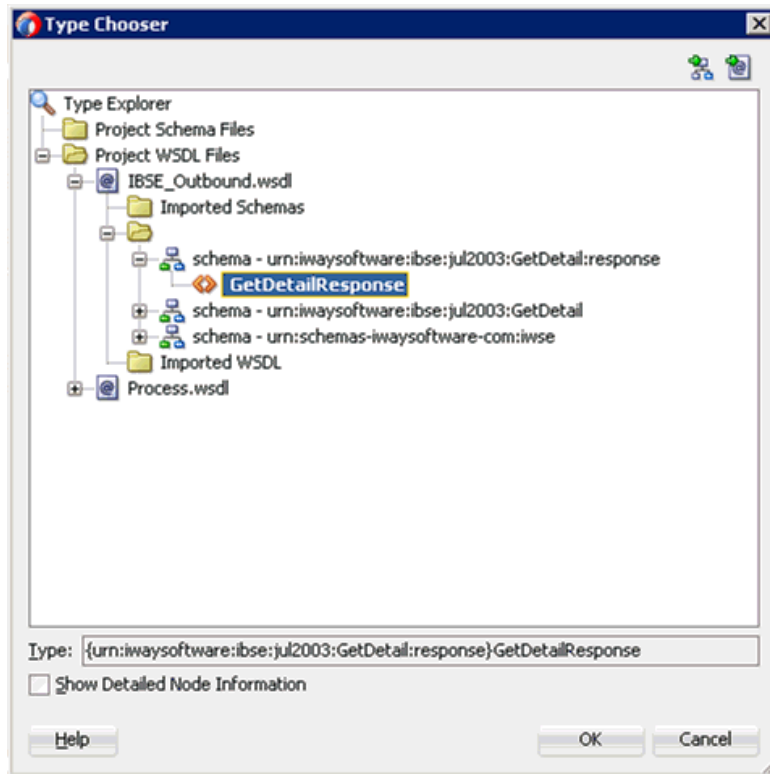 Type Chooser
Type Explorer
Project Schema Files
Project WSDL Files
IBSE_Outbound.wsdl
Imported Schemas
schema - urn:iwaysoftware:ibse:jul2003:GetDetail:response
GetDetailResponse
schema - urn:iwaysoftware:ibse:jul2003:GetDetail
schema - urn:schemas-iwaysoftware-com:iwse
Imported WSDL
Process.wsdl
Type: {urn:iwaysoftware:ibse:jul2003:GetDetail:response}GetDetailResponse
Show Detailed Node Information
Help OK Cancel